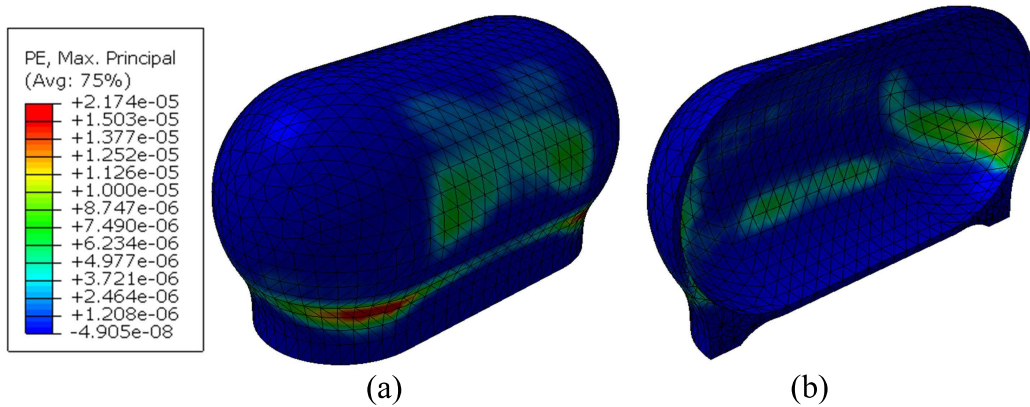 PE, Max. Principal
(Avg: 75%)
+2.174e-05
+1.503e-05
+1.377e-05
+1.252e-05
+1.126e-05
+1.000e-05
+8.747e-06
+7.490e-06
+6.234e-06
+4.977e-06
+3.721e-06
+2.464e-06
+1.208e-06
-4.905e-08
(a)
(b)